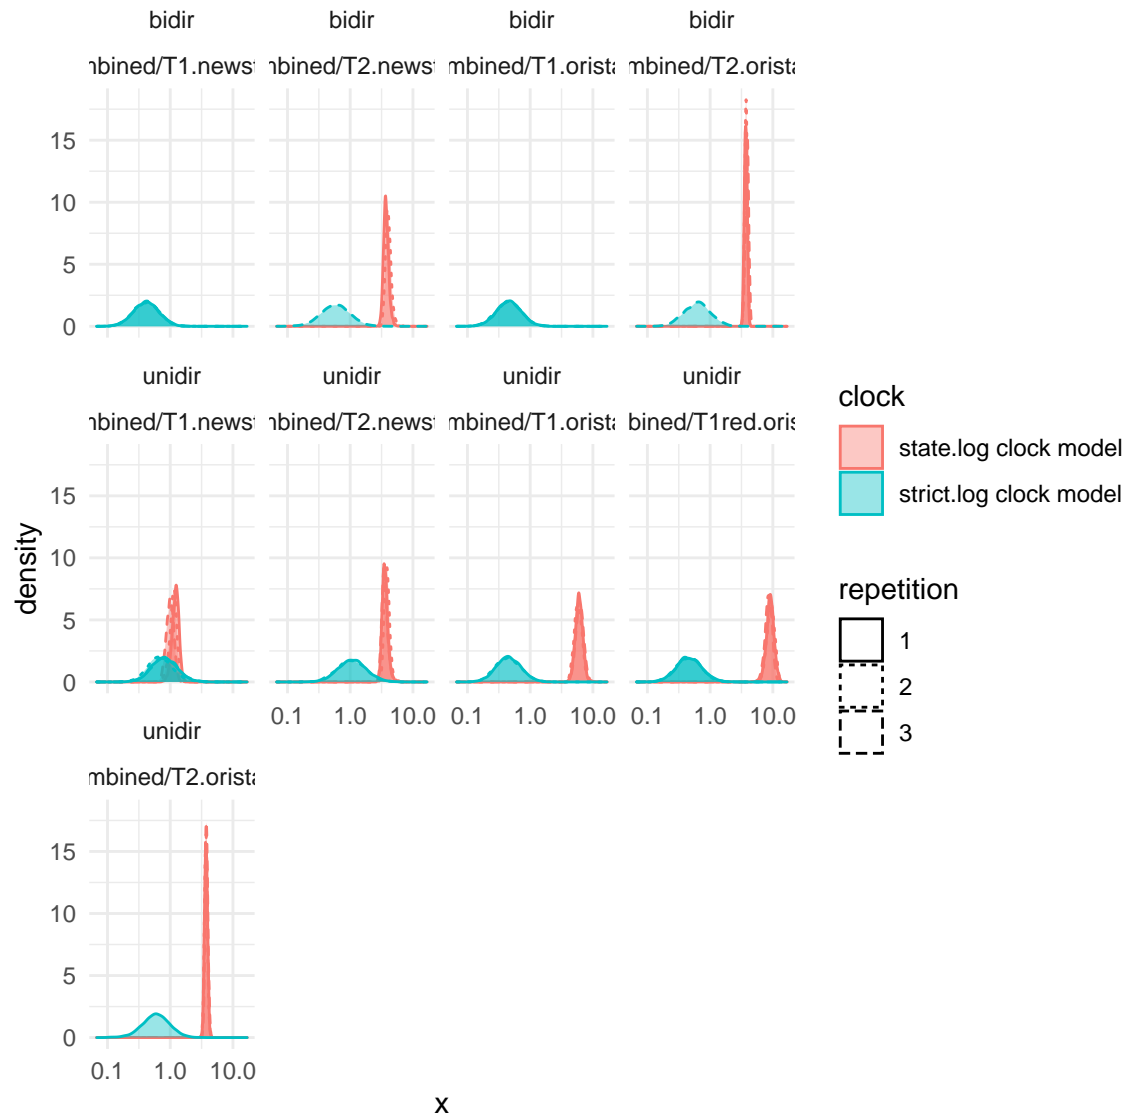 bidir bidir bidir bidir
nbined/T1.newst nbined/T2.newst mbined/T1.orista mbined/T2.orista
15
10
5
0
unidir unidir unidir unidir
nbined/T1.newst nbined/T2.newst mbined/T1.orista bined/T1red.oris
15
10
5
0
0.1 1.0 10.0 0.1 1.0 10.0 0.1 1.0 10.0
unidir
mbined/T2.orista
15
10
5
0
0.1 1.0 10.0
x
density
clock
state.log clock model
strict.log clock model
repetition
1
2
3